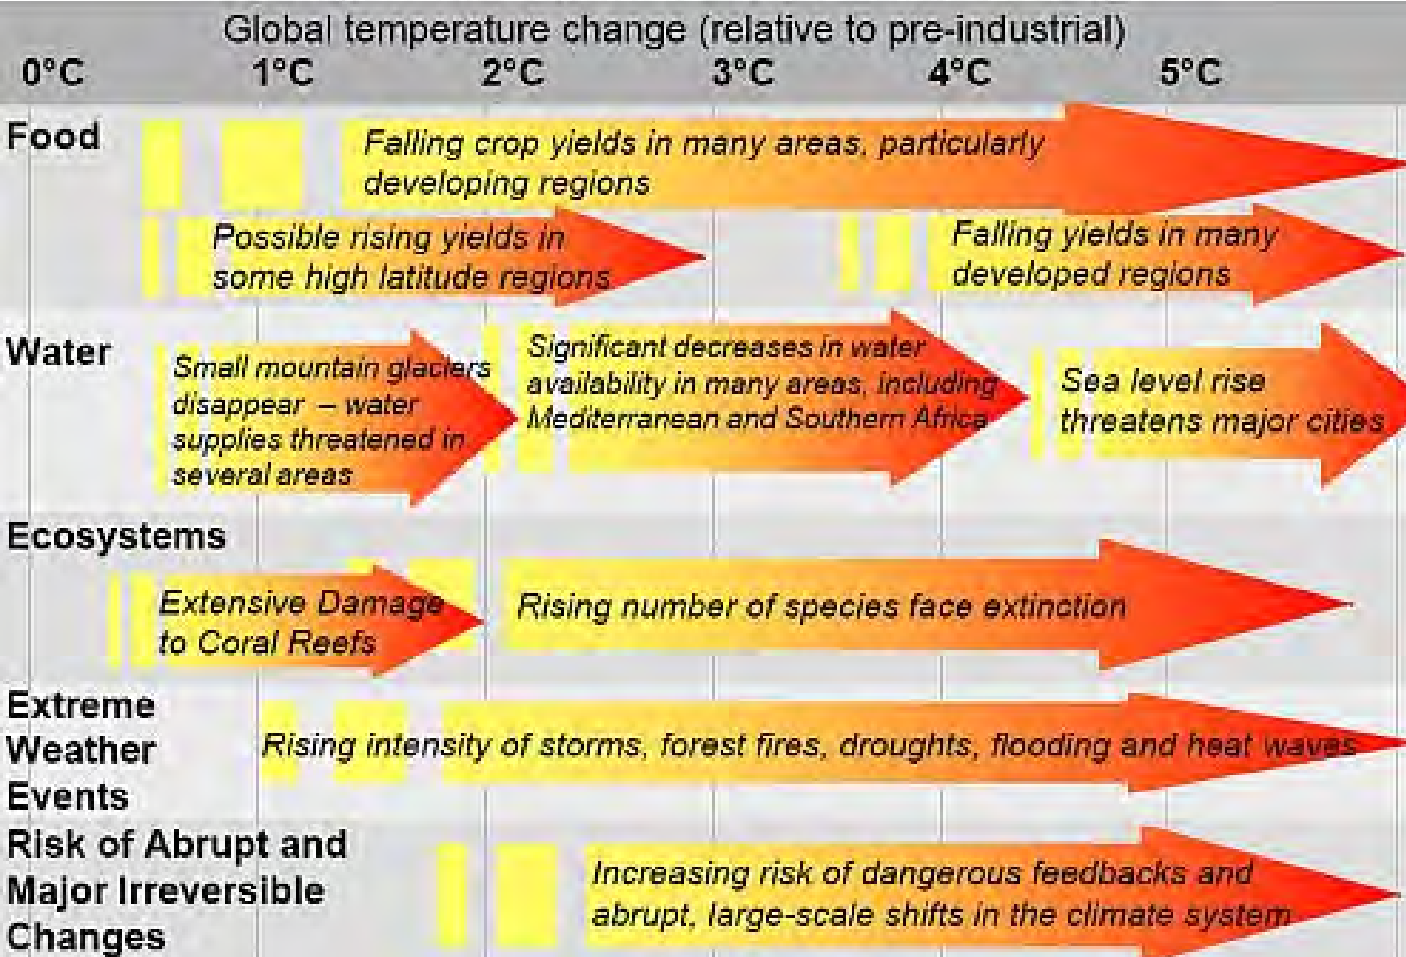 Global temperature change (relative to pre-industrial)
0°C 1°C 2°C 3°C 4°C 5°C
Food
Falling crop yields in many areas, particularly
developing regions
Possible rising yields in
some high latitude regions
Falling yields in many
developed regions
Water
Small mountain glaciers
disappear – water
supplies threatened in
several areas
Significant decreases in water
availability in many areas, including
Mediterranean and Southern Africa
Sea level rise
threatens major cities
Ecosystems
Extensive Damage
to Coral Reefs
Rising number of species face extinction
Extreme
Weather
Events
Rising intensity of storms, forest fires, droughts, flooding and heat waves
Risk of Abrupt and
Major Irreversible
Changes
Increasing risk of dangerous feedbacks and
abrupt, large-scale shifts in the climate system